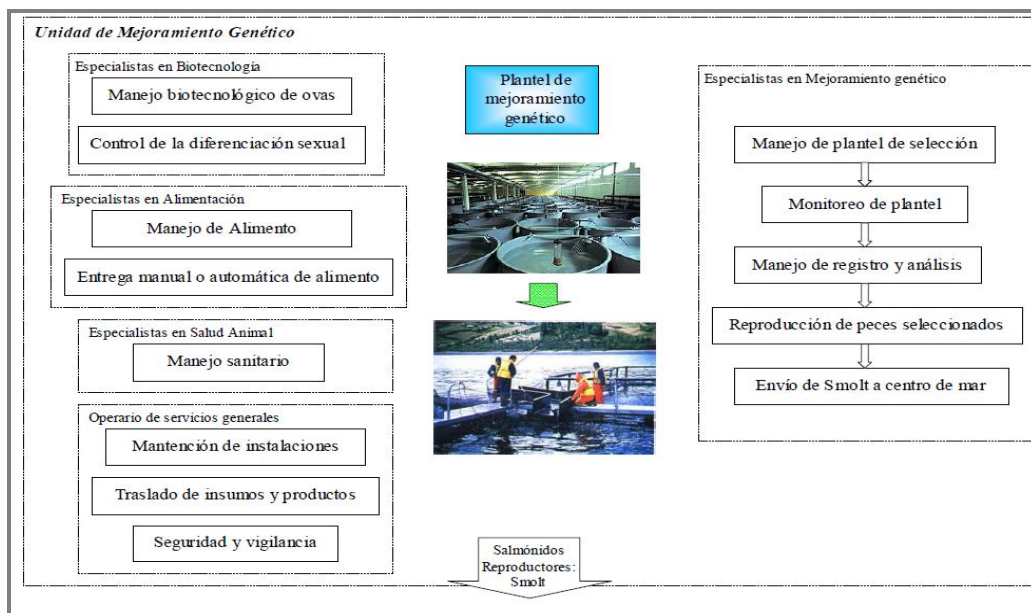 Unidad de Mejoramiento Genético
Especialistas en Biotecnología
Manejo biotecnológico de ovas
Control de la diferenciación sexual
Especialistas en Alimentación
Manejo de Alimento
Entrega manual o automática de alimento
Especialistas en Salud Animal
Manejo sanitario
Operario de servicios generales
Mantención de instalaciones
Traslado de insumos y productos
Seguridad y vigilancia
Plantel de
mejoramiento
genético
Especialistas en Mejoramiento genético
Manejo de plantel de selección
Monitoreo de plantel
Manejo de registro y análisis
Reproducción de peces seleccionados
Envío de Smolt a centro de mar
Salmónidos
Reproductores:
Smolt